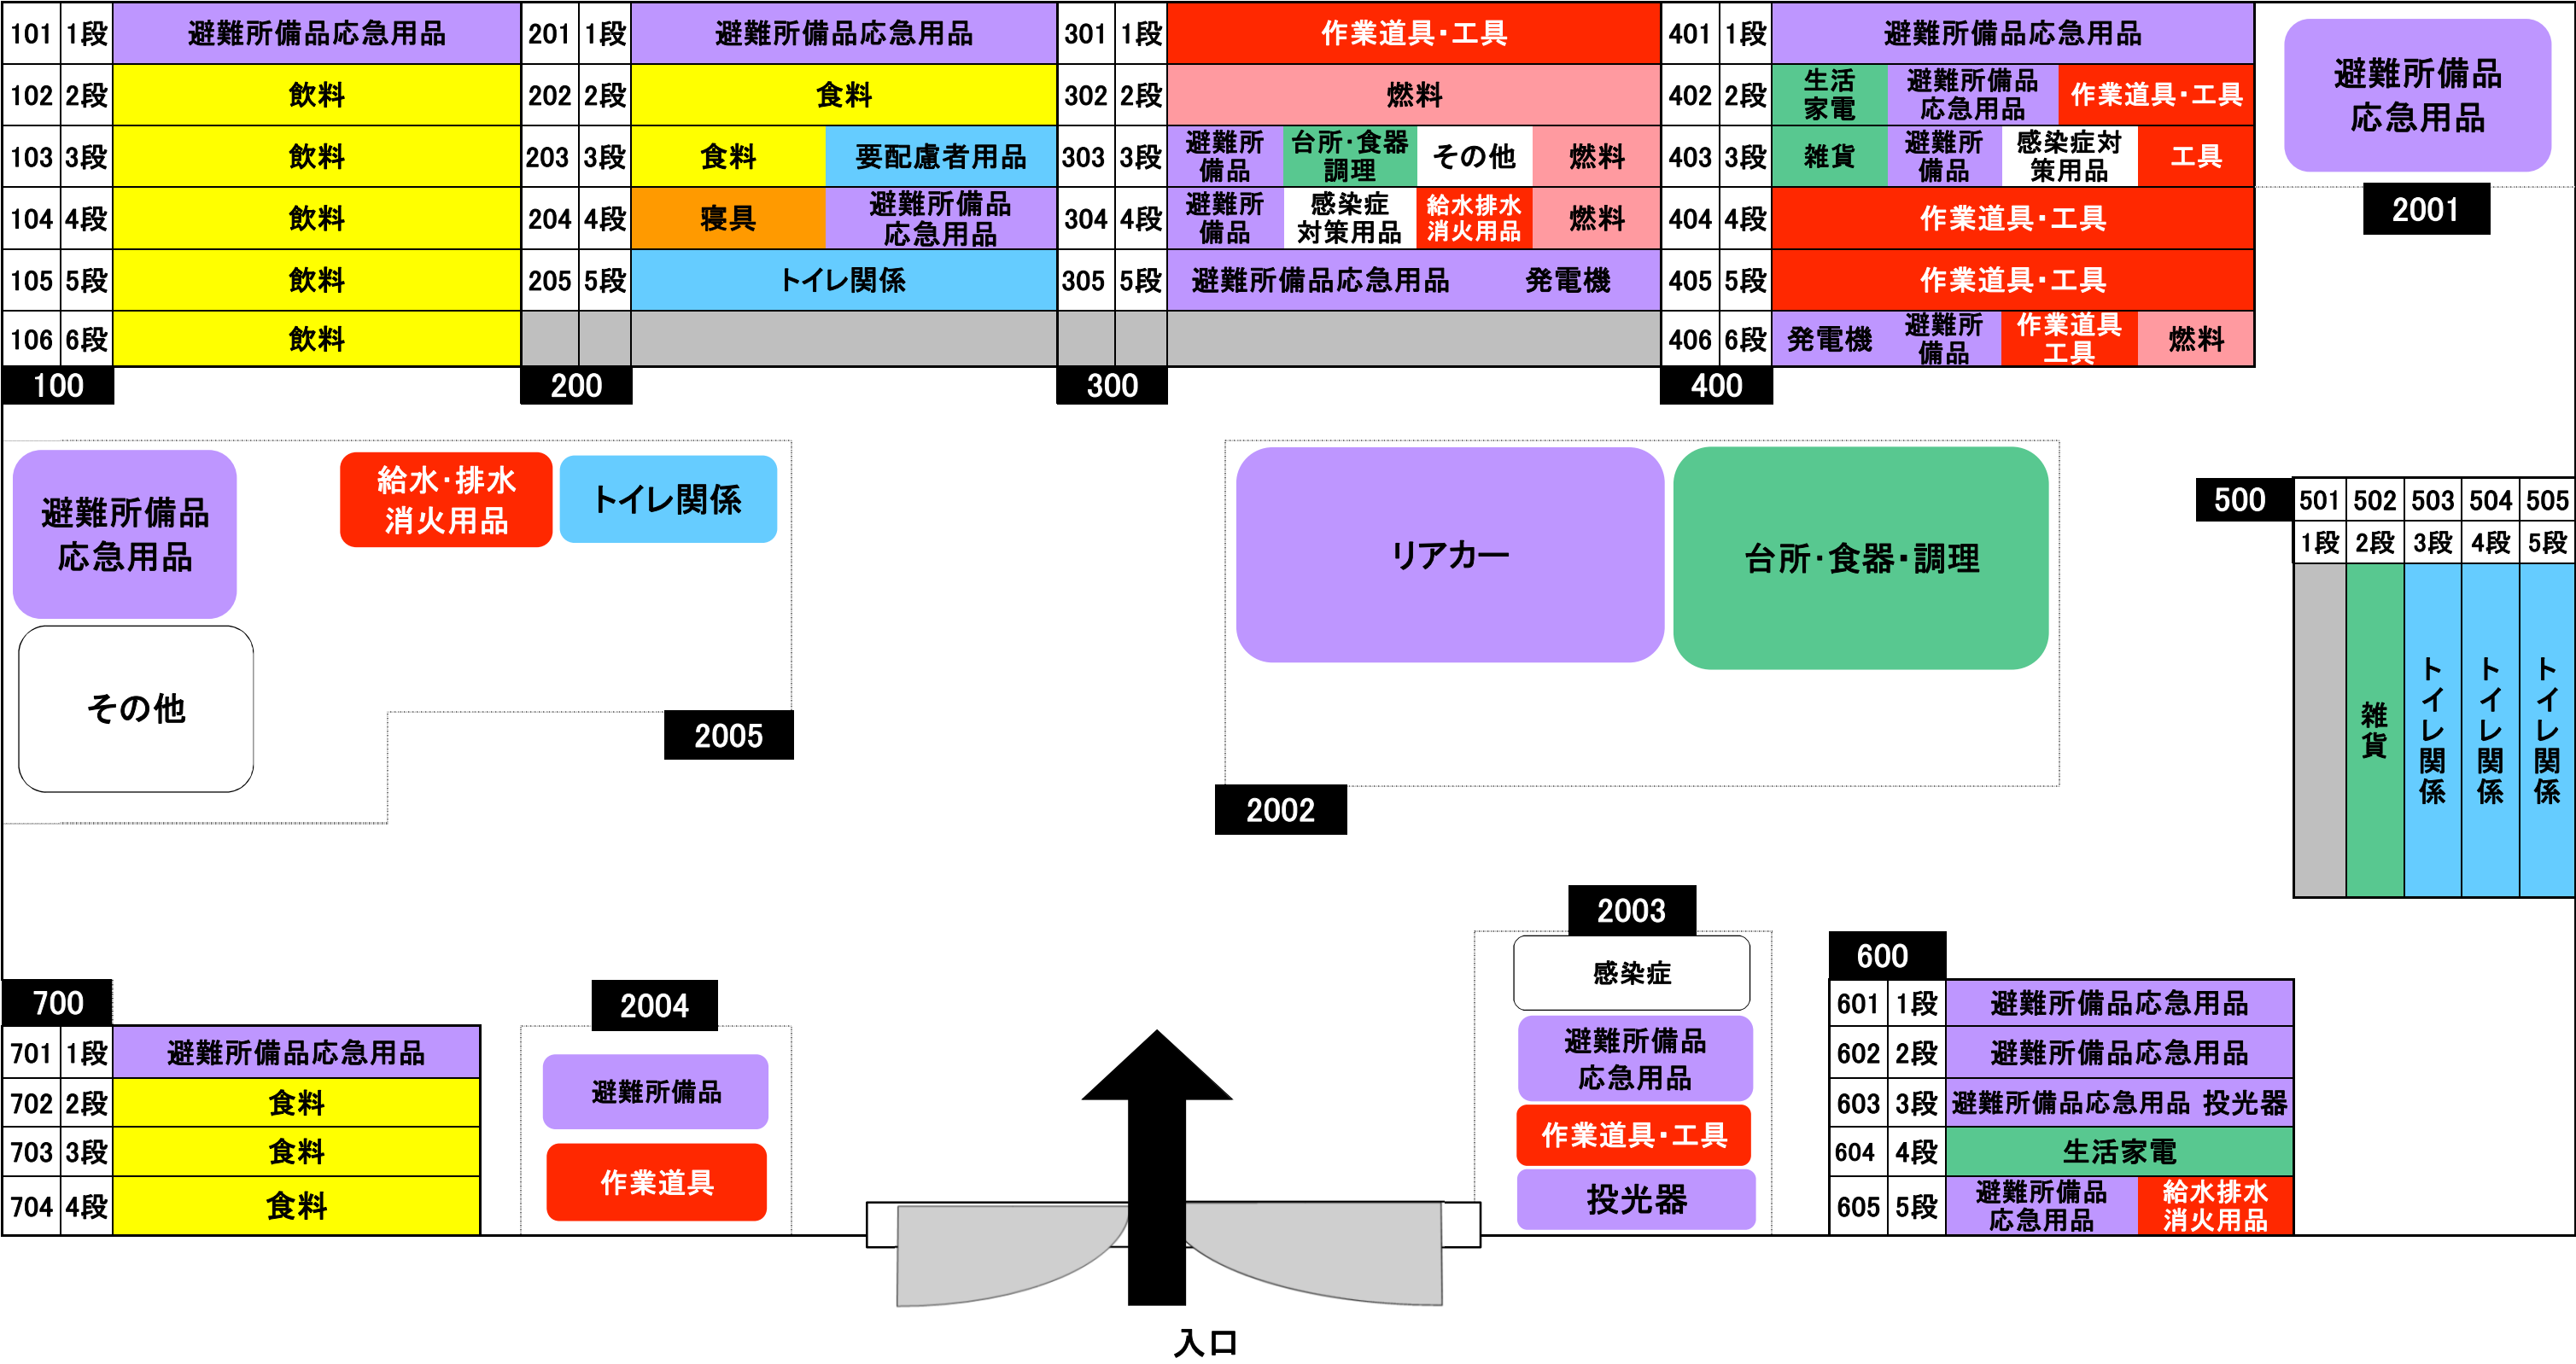 101 1段 避難所備品応急用品 201 1段 避難所備品応急用品 301 1段 作業道具・工具 401 1段 避難所備品応急用品
102 2段 飲料 202 2段 食料 302 2段 燃料 402 2段 生活
家電 避難所備品
応急用品 作業道具・工具
103 3段 飲料 203 3段 食料 要配慮者用品 303 3段 避難所
備品 台所・食器
調理 その他 燃料 403 3段 雑貨 避難所
備品 感染症対
策用品 工具
104 4段 飲料 204 4段 寝具 避難所備品
応急用品 304 4段 避難所
備品 感染症
対策用品 給水排水
消火用品 燃料 404 4段 作業道具・工具
105 5段 飲料 205 5段 トイレ関係 305 5段 避難所備品応急用品 発電機 405 5段 作業道具・工具
106 6段 飲料 406 6段 発電機 避難所
備品 作業道具
工具 燃料
100 200 300 400
避難所備品
応急用品
2001
避難所備品
応急用品
給水・排水
消火用品
トイレ関係
その他
2005
リアカー
台所・食器・調理
2002
500 501 502 503 504 505
1段 2段 3段 4段 5段
雑貨
トイレ関係
トイレ関係
トイレ関係
700
701 1段 避難所備品応急用品
702 2段 食料
703 3段 食料
704 4段 食料
2004
避難所備品
作業道具
2003
感染症
避難所備品
応急用品
作業道具・工具
投光器
600
601 1段 避難所備品応急用品
602 2段 避難所備品応急用品
603 3段 避難所備品応急用品 投光器
604 4段 生活家電
605 5段 避難所備品
応急用品 給水排水
消火用品
入口